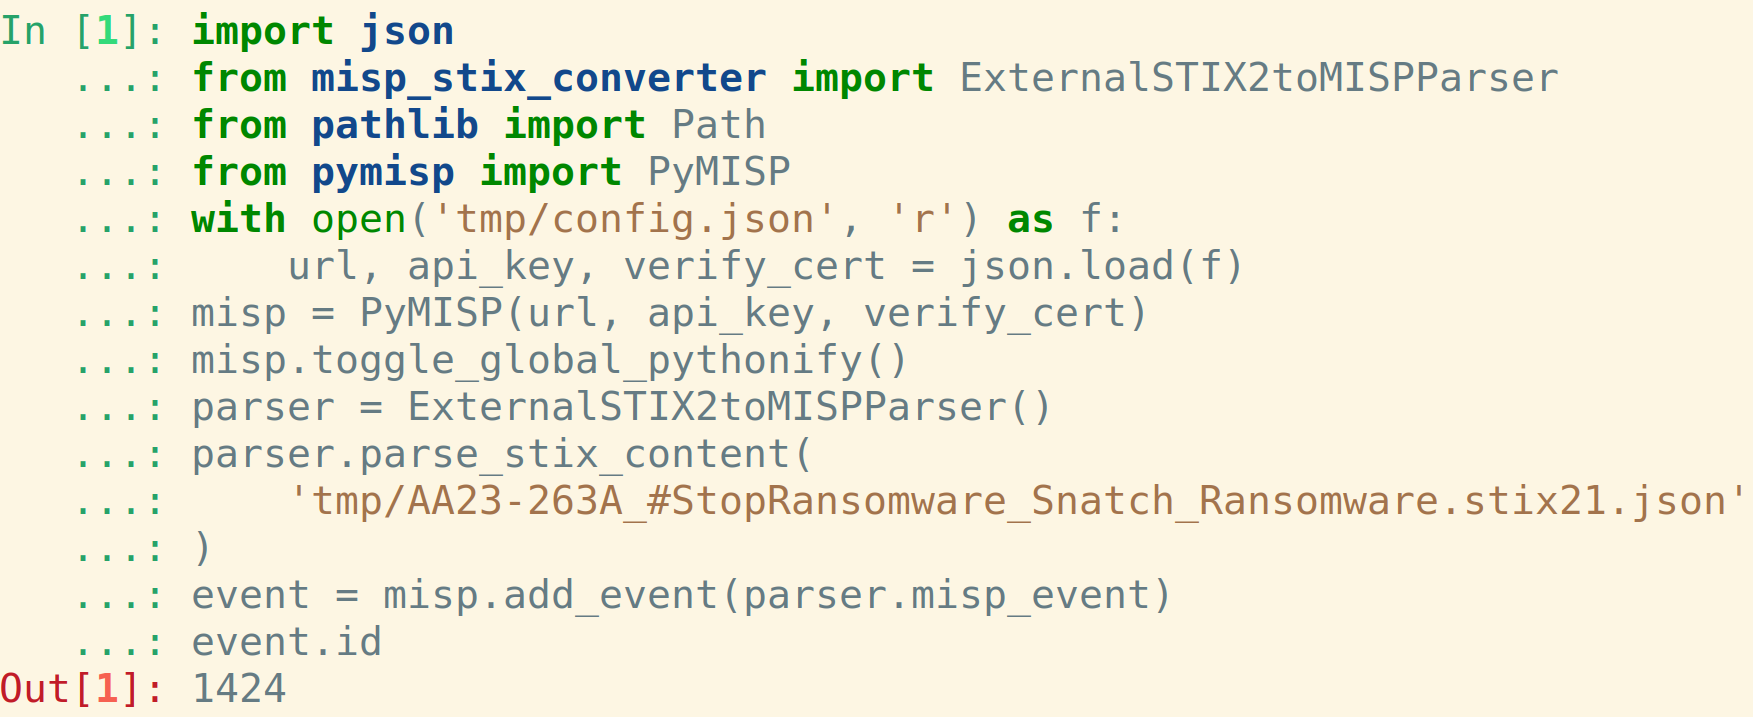 In [1]: import json
   ...: from misp_stix_converter import ExternalSTIX2toMISPParser
   ...: from pathlib import Path
   ...: from pymisp import PyMISP
   ...: with open('tmp/config.json', 'r') as f:
   ...:     url, api_key, verify_cert = json.load(f)
   ...: misp = PyMISP(url, api_key, verify_cert)
   ...: misp.toggle_global_pythonify()
   ...: parser = ExternalSTIX2toMISPParser()
   ...: parser.parse_stix_content(
   ...:     'tmp/AA23-263A_#StopRansomware_Snatch_Ransomware.stix21.json'
   ...: )
   ...: event = misp.add_event(parser.misp_event)
   ...: event.id
Out[1]: 1424